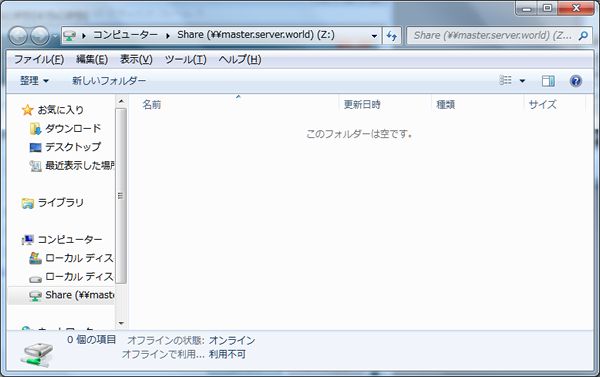 コンピューター ▸ Share (¥¥master.server.world) (Z:)
Share (¥¥master.server.world) (Z...
ファイル(F) 編集(E) 表示(V) ツール(T) ヘルプ(H)
整理 新しいフォルダー
名前 更新日時 種類 サイズ
このフォルダーは空です。
お気に入り
ダウンロード
デスクトップ
最近表示した場所
ライブラリ
コンピューター
ローカル ディス
ローカル ディス
Share (¥¥maste
0 個の項目 オフラインの状態: オンライン
オフラインで利用... 利用不可